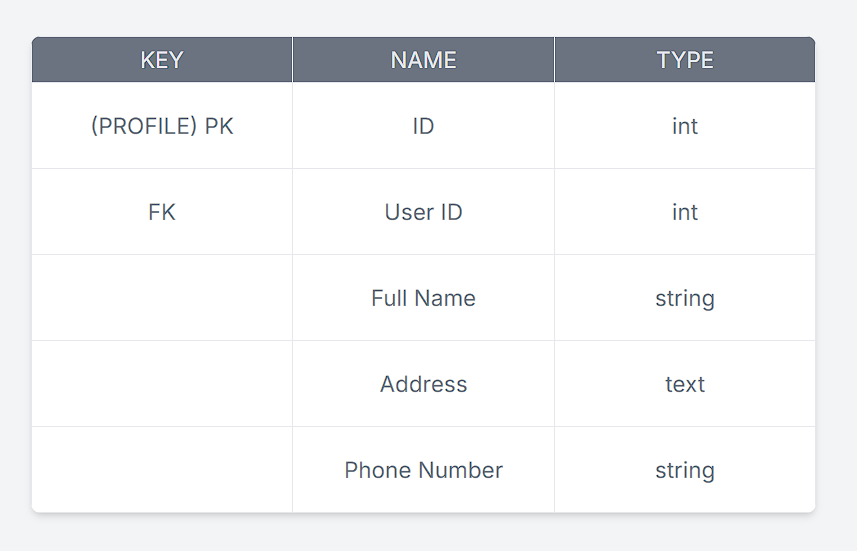 KEY NAME TYPE
(PROFILE) PK ID int
FK User ID int
Full Name string
Address text
Phone Number string